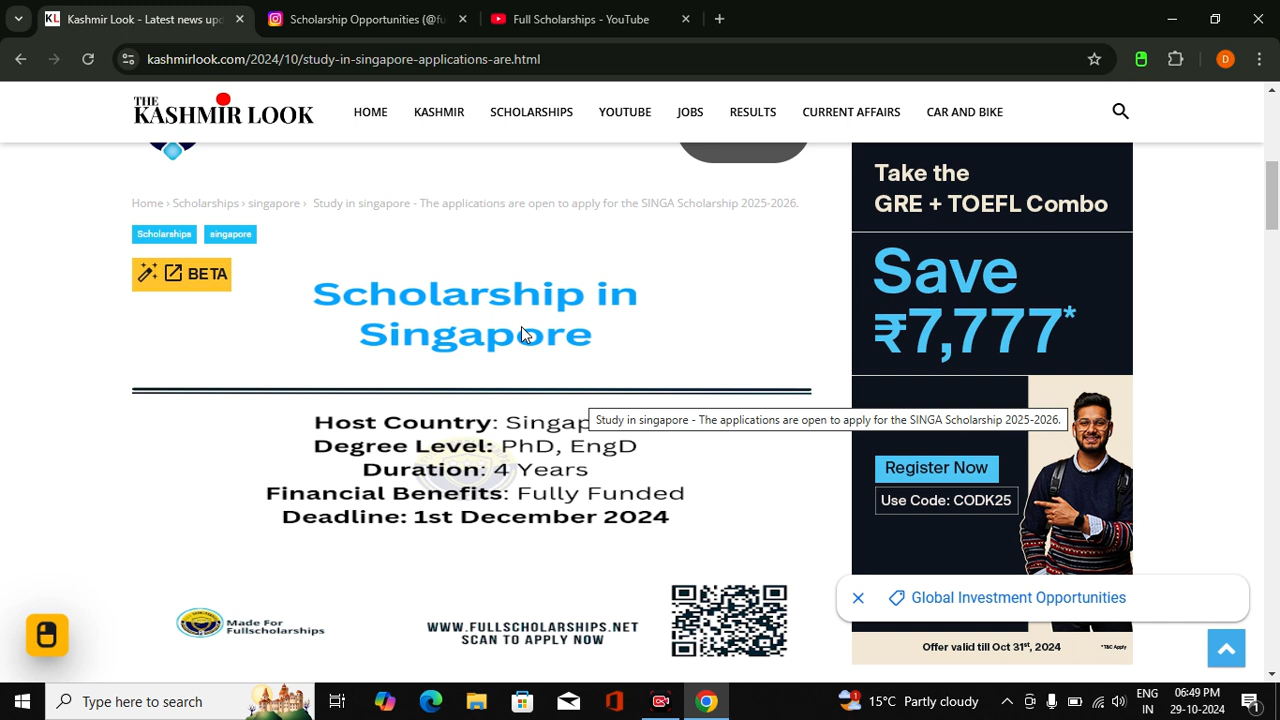 Kashmir Look - Latest news upd
Scholarship Opportunities (@fu
Full Scholarships - YouTube
kashmirlook.com/2024/10/study-in-singapore-applications-are.html
D
THE
KASHMIR LOOK
HOME
KASHMIR
SCHOLARSHIPS
YOUTUBE
JOBS
RESULTS
CURRENT AFFAIRS
CAR AND BIKE
Home › Scholarships › singapore › Study in singapore - The applications are open to apply for the SINGA Scholarship 2025-2026.
Scholarships
singapore
BETA
Scholarship in
Singapore
Host Country: Singap
Study in singapore - The applications are open to apply for the SINGA Scholarship 2025-2026.
Degree Level: PhD, EngD
Duration: 4 Years
Financial Benefits: Fully Funded
Deadline: 1st December 2024
Made For
Fullscholarships
WWW.FULLSCHOLARSHIPS.NET
SCAN TO APPLY NOW
Take the
GRE + TOEFL Combo
Save
₹7,777*
Register Now
Use Code: CODK25
Global Investment Opportunities
Offer valid till Oct 31st, 2024
*T&C Apply
Type here to search
1
15°C Partly cloudy
ENG
IN
06:49 PM
29-10-2024
1